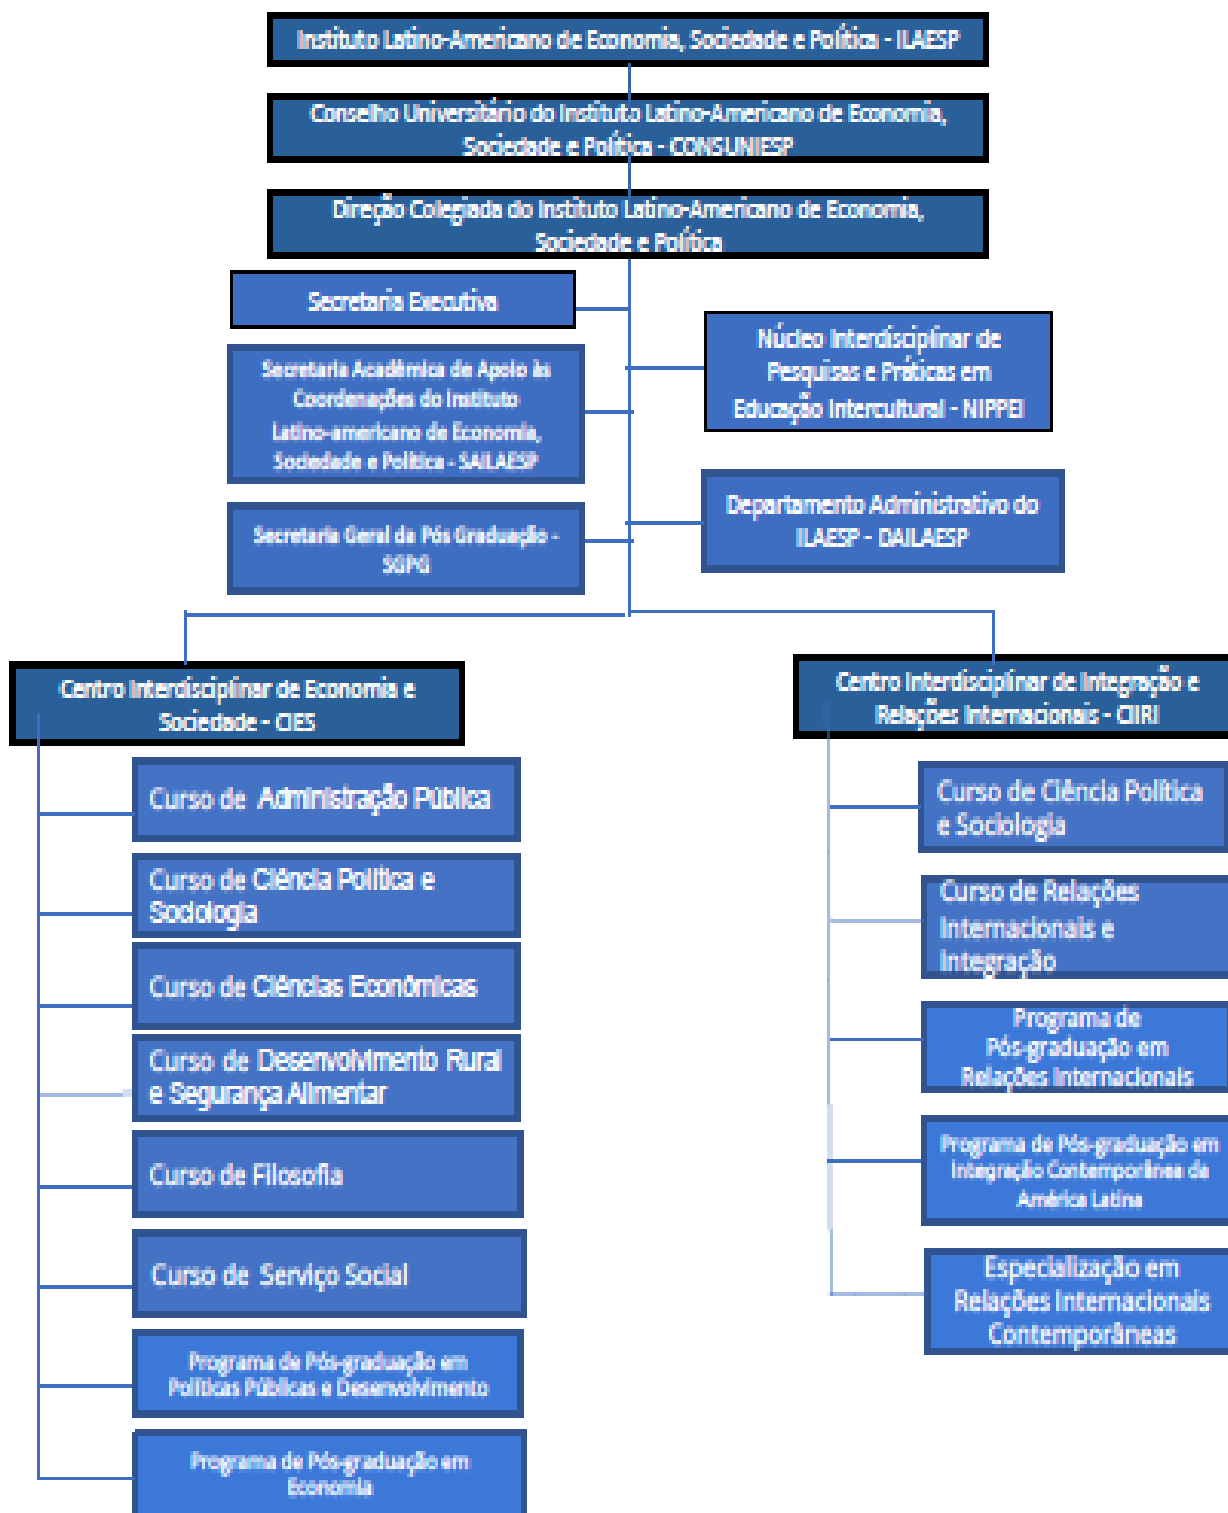 Instituto Latino-Americano de Economia, Sociedade e Política - ILAESP
Conselho Universitário do Instituto Latino-Americano de Economia,
Sociedade e Política - CONSUNIESP
Direção Colegiada do Instituto Latino-Americano de Economia,
Sociedade e Política
Secretaria Executiva
Núcleo Interdisciplinar de
Pesquisas e Práticas em
Educação Intercultural - NIPPEI
Secretaria Acadêmica de Apoio às
Coordenações do Instituto
Latino-americano de Economia,
Sociedade e Política - SAILAESP
Departamento Administrativo do
ILAESP - DAILAESP
Secretaria Geral da Pós Graduação -
SGPG
Centro Interdisciplinar de Economia e
Sociedade - CIES
Curso de Administração Pública
Curso de Ciência Política e
Sociologia
Curso de Ciências Econômicas
Curso de Desenvolvimento Rural
e Segurança Alimentar
Curso de Filosofia
Curso de Serviço Social
Programa de Pós-graduação em
Políticas Públicas e Desenvolvimento
Programa de Pós-graduação em
Economia
Centro Interdisciplinar de Integração e
Relações Internacionais - CIIRI
Curso de Ciência Política
e Sociologia
Curso de Relações
Internacionais e
Integração
Programa de
Pós-graduação em
Relações Internacionais
Programa de Pós-graduação em
Integração Contemporânea da
América Latina
Especialização em
Relações Internacionais
Contemporâneas